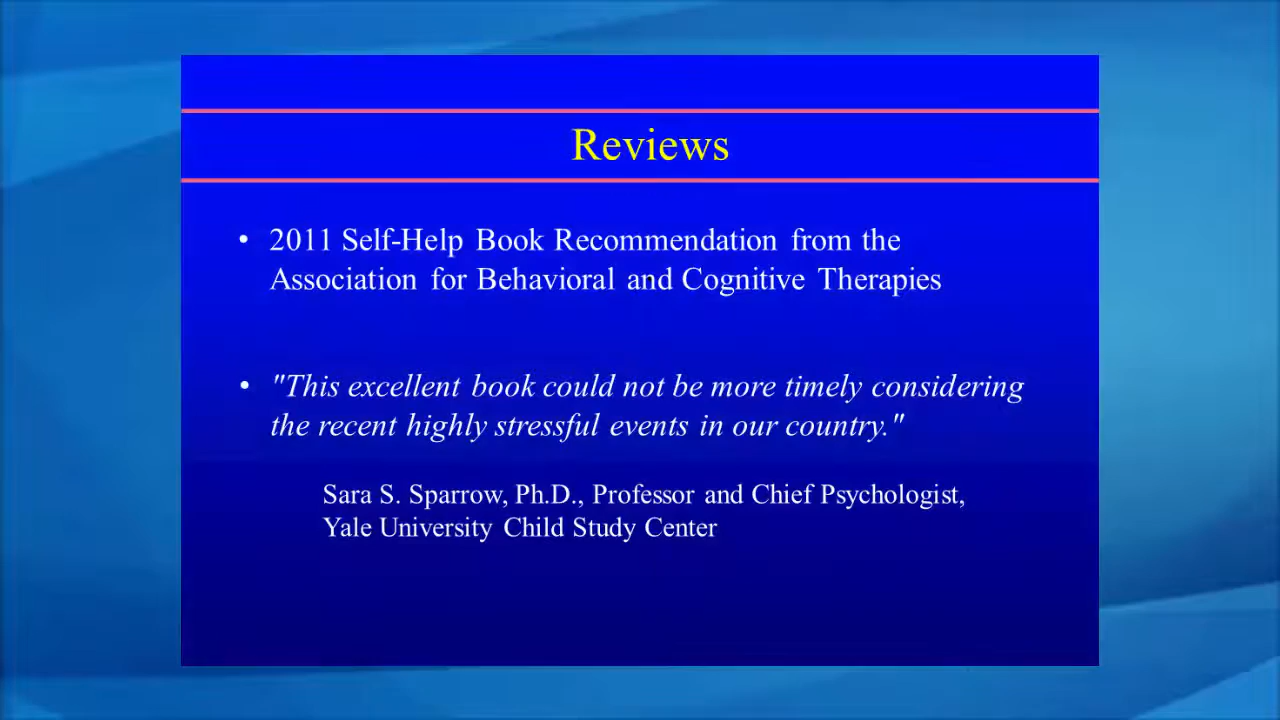 Reviews
• 2011 Self-Help Book Recommendation from the
Association for Behavioral and Cognitive Therapies
• "This excellent book could not be more timely considering
the recent highly stressful events in our country."
Sara S. Sparrow, Ph.D., Professor and Chief Psychologist,
Yale University Child Study Center